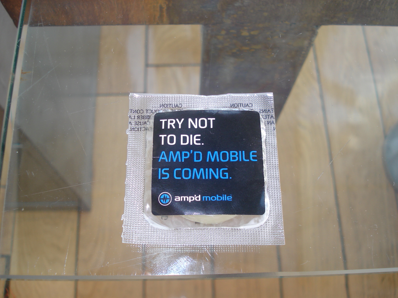 TRY NOT
TO DIE.
AMP'D MOBILE
IS COMING.
amp'd mobile
CAUTION
CAUTION